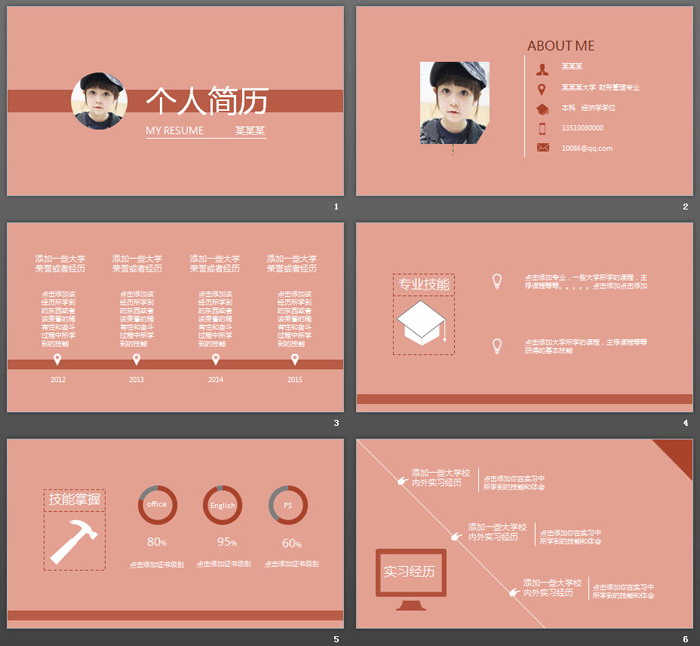 个人简历
MY RESUME 某某某
1
ABOUT ME
某某某
某某某大学 财务管理专业
本科 经济学学位
13510080000
10086@qq.com
2
添加一些大学
荣誉或者经历
点击添加该
经历所学到
的东西或者
该荣誉的稀
有性和奋斗
过程中所学
到的技能
2012
添加一些大学
荣誉或者经历
点击添加该
经历所学到
的东西或者
该荣誉的稀
有性和奋斗
过程中所学
到的技能
2013
添加一些大学
荣誉或者经历
点击添加该
经历所学到
的东西或者
该荣誉的稀
有性和奋斗
过程中所学
到的技能
2014
添加一些大学
荣誉或者经历
点击添加该
经历所学到
的东西或者
该荣誉的稀
有性和奋斗
过程中所学
到的技能
2015
3
专业技能
点击添加专业，一些大学所学的课程，主
修课程等等。。。。。点击添加点击添加
点击添加大学所学的课程，主修课程等等
获得的基本技能
4
技能掌握
office
80%
点击添加证书级别
English
95%
点击添加证书级别
PS
60%
点击添加证书级别
5
添加一些大学校
内外实习经历
点击添加你在实习中
所学到的技能和体会
添加一些大学校
内外实习经历
点击添加你在实习中
所学到的技能和体会
实习经历
添加一些大学校
内外实习经历
点击添加你在实习中
所学到的技能和体会
6